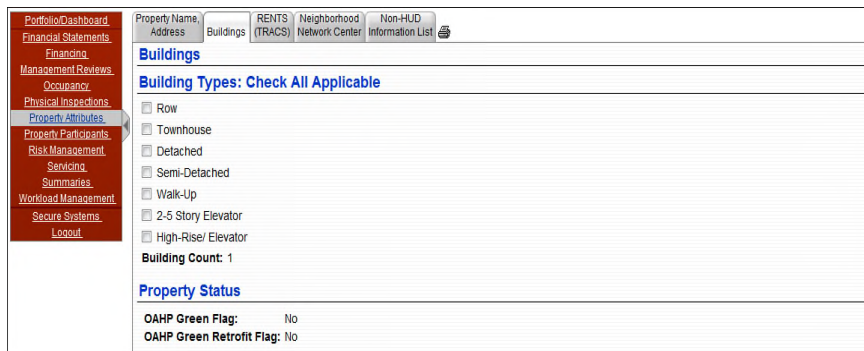 Portfolio/Dashboard
Financial Statements
Financing
Management Reviews
Occupancy
Physical Inspections
Property Attributes
Property Participants
Risk Management
Servicing
Summaries
Workload Management
Secure Systems
Logout
Property Name, Address
Buildings
RENTS (TRACS)
Neighborhood Network Center
Non-HUD Information List
Buildings
Building Types: Check All Applicable
Row
Townhouse
Detached
Semi-Detached
Walk-Up
2-5 Story Elevator
High-Rise/ Elevator
Building Count: 1
Property Status
OAHP Green Flag: No
OAHP Green Retrofit Flag: No